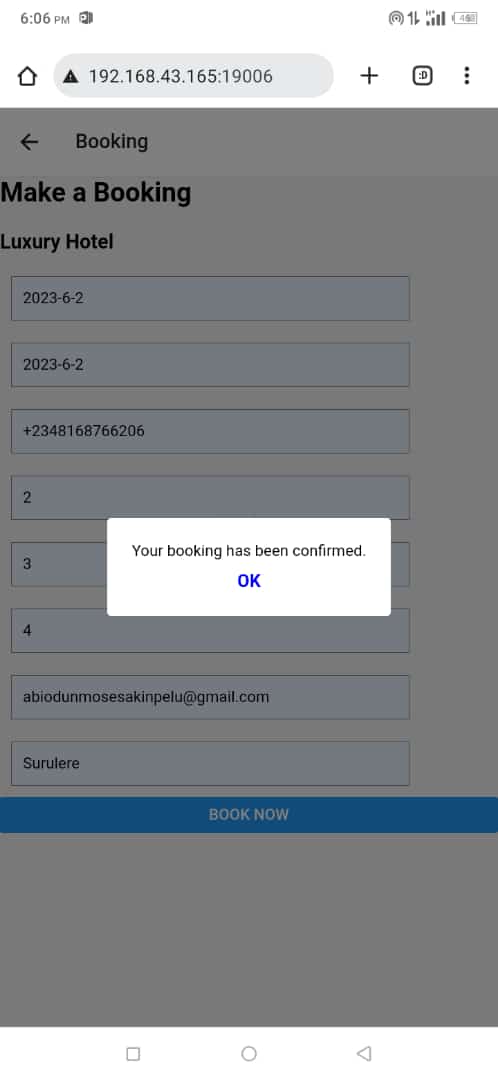 6:06 PM
192.168.43.165:19006
:D
Booking
Make a Booking
Luxury Hotel
2023-6-2
2023-6-2
+2348168766206
2
3
4
Your booking has been confirmed.
OK
abiodunmosesakinpelu@gmail.com
Surulere
BOOK NOW